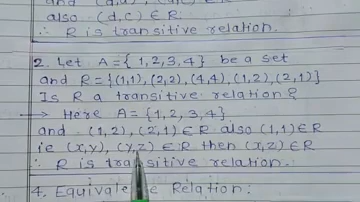 and (d,a), (a,c) ∈ R
also (d,c) ∈ R.
∴ R is transitive relation.
2. Let A = { 1,2,3,4 } be a set
and R = {(1,1), (2,2), (4,4), (1,2), (2,1)}
Is R a transitive relation?
→ Here A = {1,2,3,4}
and (1,2), (2,1) ∈ R also (1,1) ∈ R
ie (x,y), (y,z) ∈ R then (x,z) ∈ R
∴ R is transitive relation.
4. Equivalence Relation: